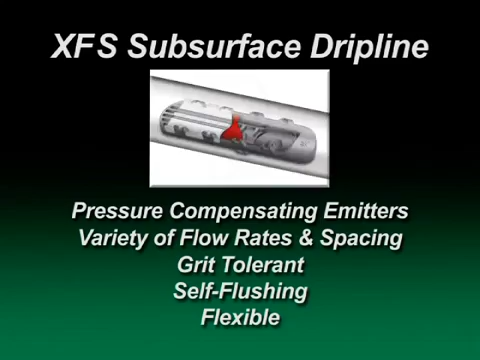 XFS Subsurface Dripline
Pressure Compensating Emitters
Variety of Flow Rates & Spacing
Grit Tolerant
Self-Flushing
Flexible